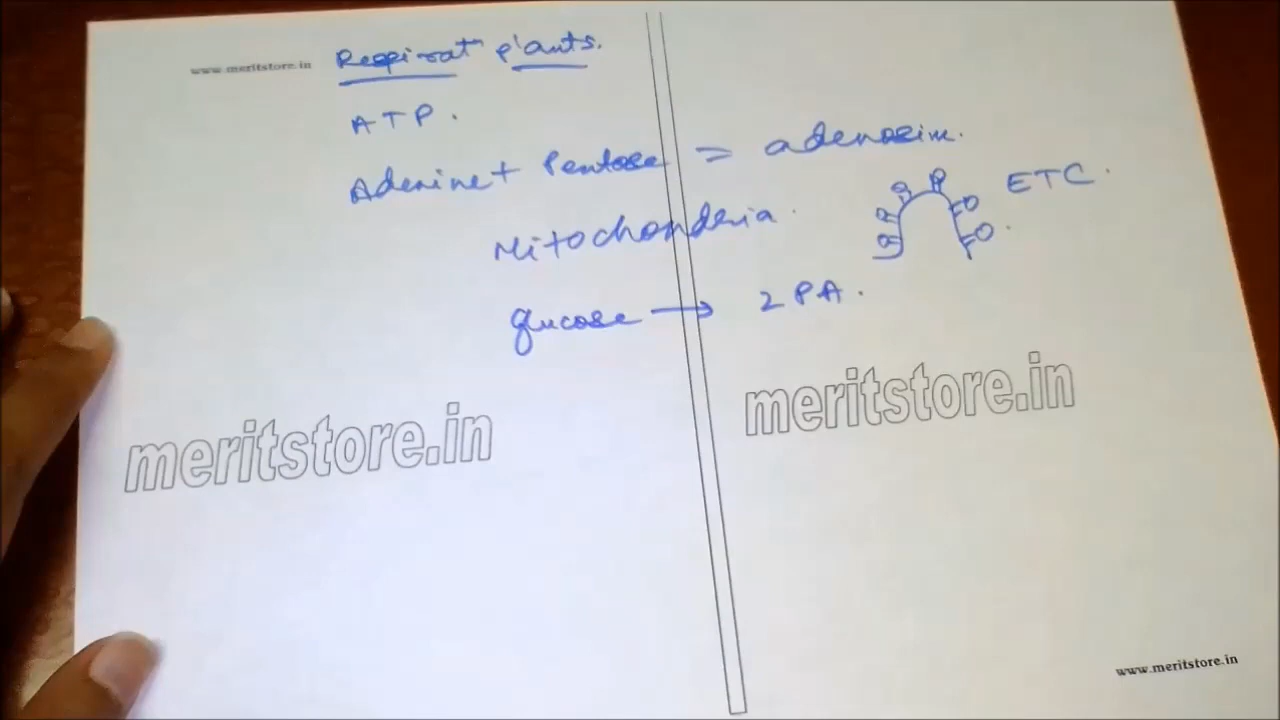 www.meritstore.in
Respirat plants.
ATP.
Adenine + Pentose = adenosin.
ETC.
Mitochondria.
glucose → 2 PA.
meritstore.in
meritstore.in
www.meritstore.in